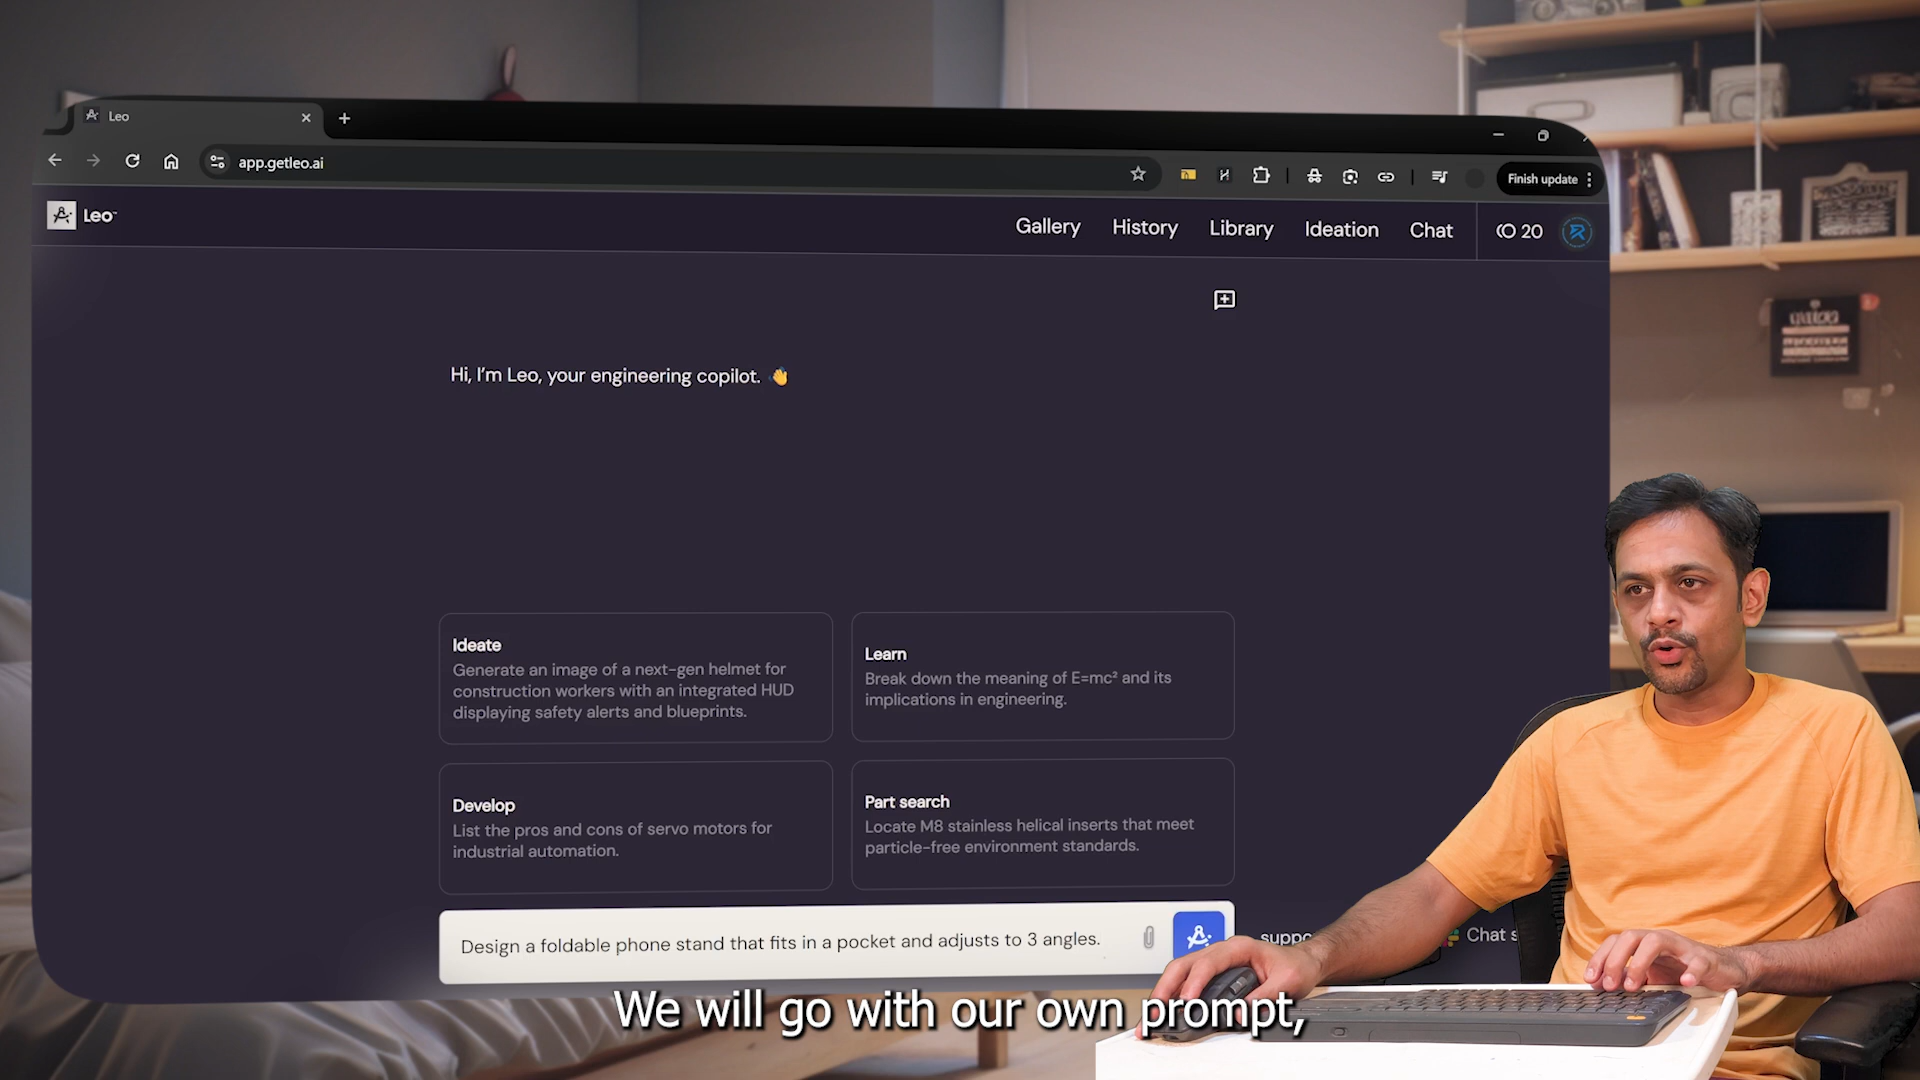 Leo
app.getleo.ai
Finish update
Leo
Gallery
History
Library
Ideation
Chat
20
Hi, I'm Leo, your engineering copilot. 👋
Ideate
Generate an image of a next-gen helmet for
construction workers with an integrated HUD
displaying safety alerts and blueprints.
Learn
Break down the meaning of E=mc² and its
implications in engineering.
Develop
List the pros and cons of servo motors for
industrial automation.
Part search
Locate M8 stainless helical inserts that meet
particle-free environment standards.
Design a foldable phone stand that fits in a pocket and adjusts to 3 angles.
Chat
We will go with our own prompt,